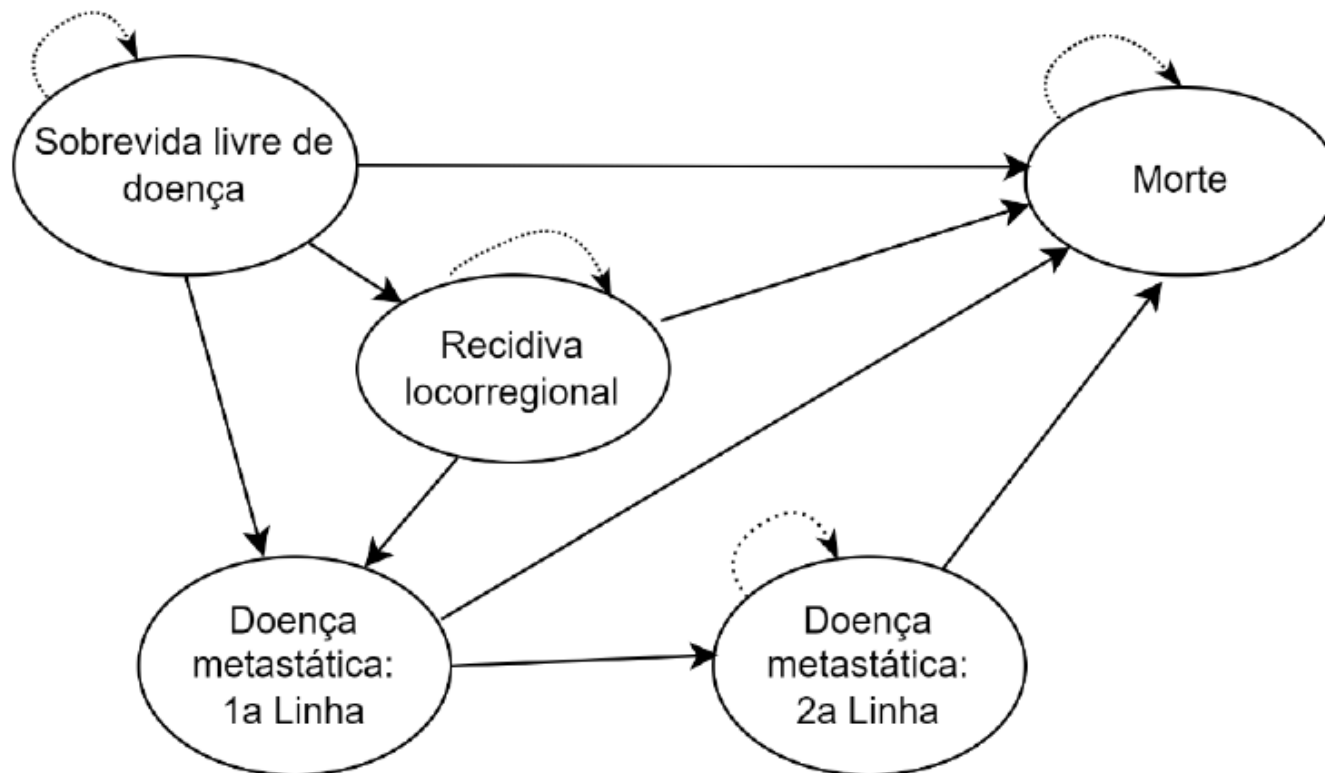 Sobrevida livre de
doença
Morte
Recidiva
locorregional
Doença
metastática:
1a Linha
Doença
metastática:
2a Linha